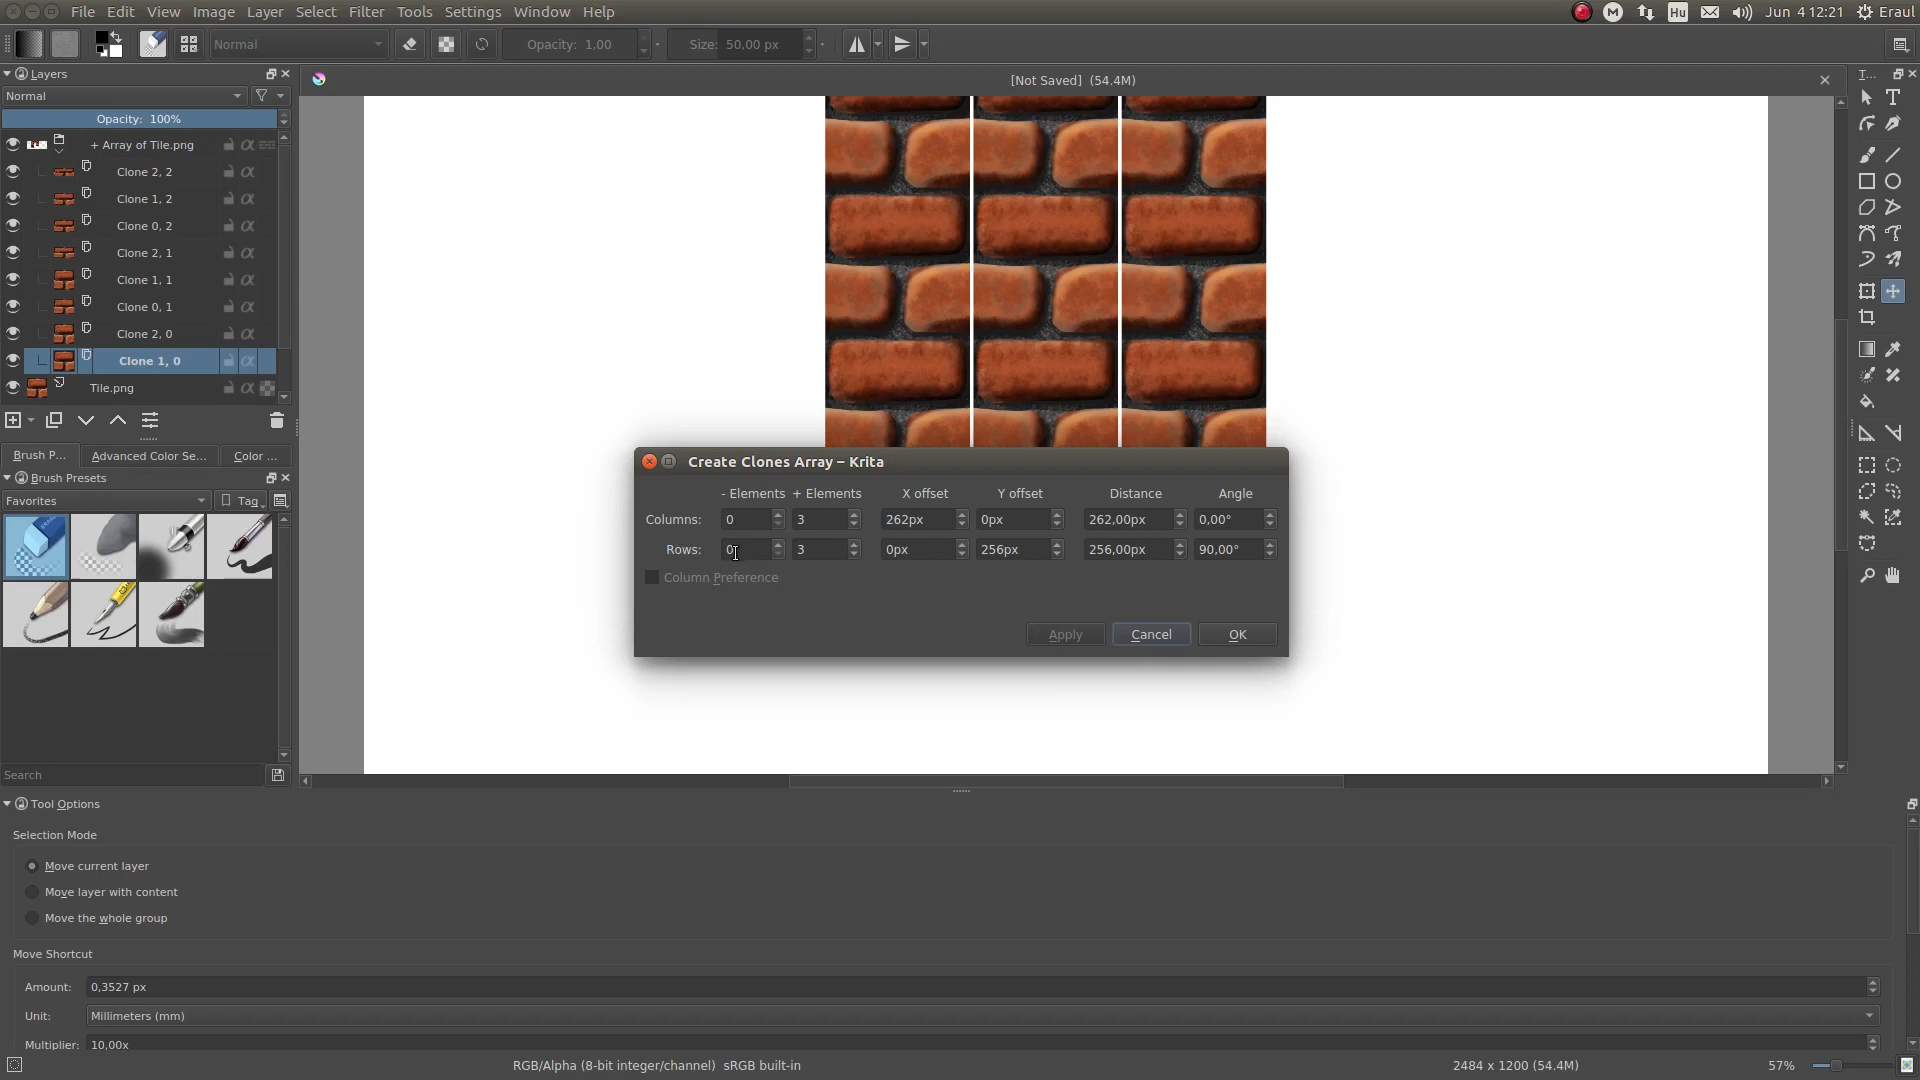 File Edit View Image Layer Select Filter Tools Settings Window Help
Hu Jun 4 12:21 Eraul
Normal Opacity: 1.00 Size: 50,00 px
Layers
[Not Saved] (54.4M)
T...
Normal
Opacity: 100%
+ Array of Tile.png
Clone 2, 2
Clone 1, 2
Clone 0, 2
Clone 2, 1
Clone 1, 1
Clone 0, 1
Clone 2, 0
Clone 1, 0
Tile.png
Brush P... Advanced Color Se... Color ...
Brush Presets
Favorites Tag
Search
Create Clones Array – Krita
- Elements + Elements X offset Y offset Distance Angle
Columns: 0 3 262px 0px 262,00px 0,00°
Rows: 0 3 0px 256px 256,00px 90,00°
Column Preference
Apply Cancel OK
Tool Options
Selection Mode
Move current layer
Move layer with content
Move the whole group
Move Shortcut
Amount: 0,3527 px
Unit: Millimeters (mm)
Multiplier: 10,00x
RGB/Alpha (8-bit integer/channel) sRGB built-in 2484 x 1200 (54.4M) 57%